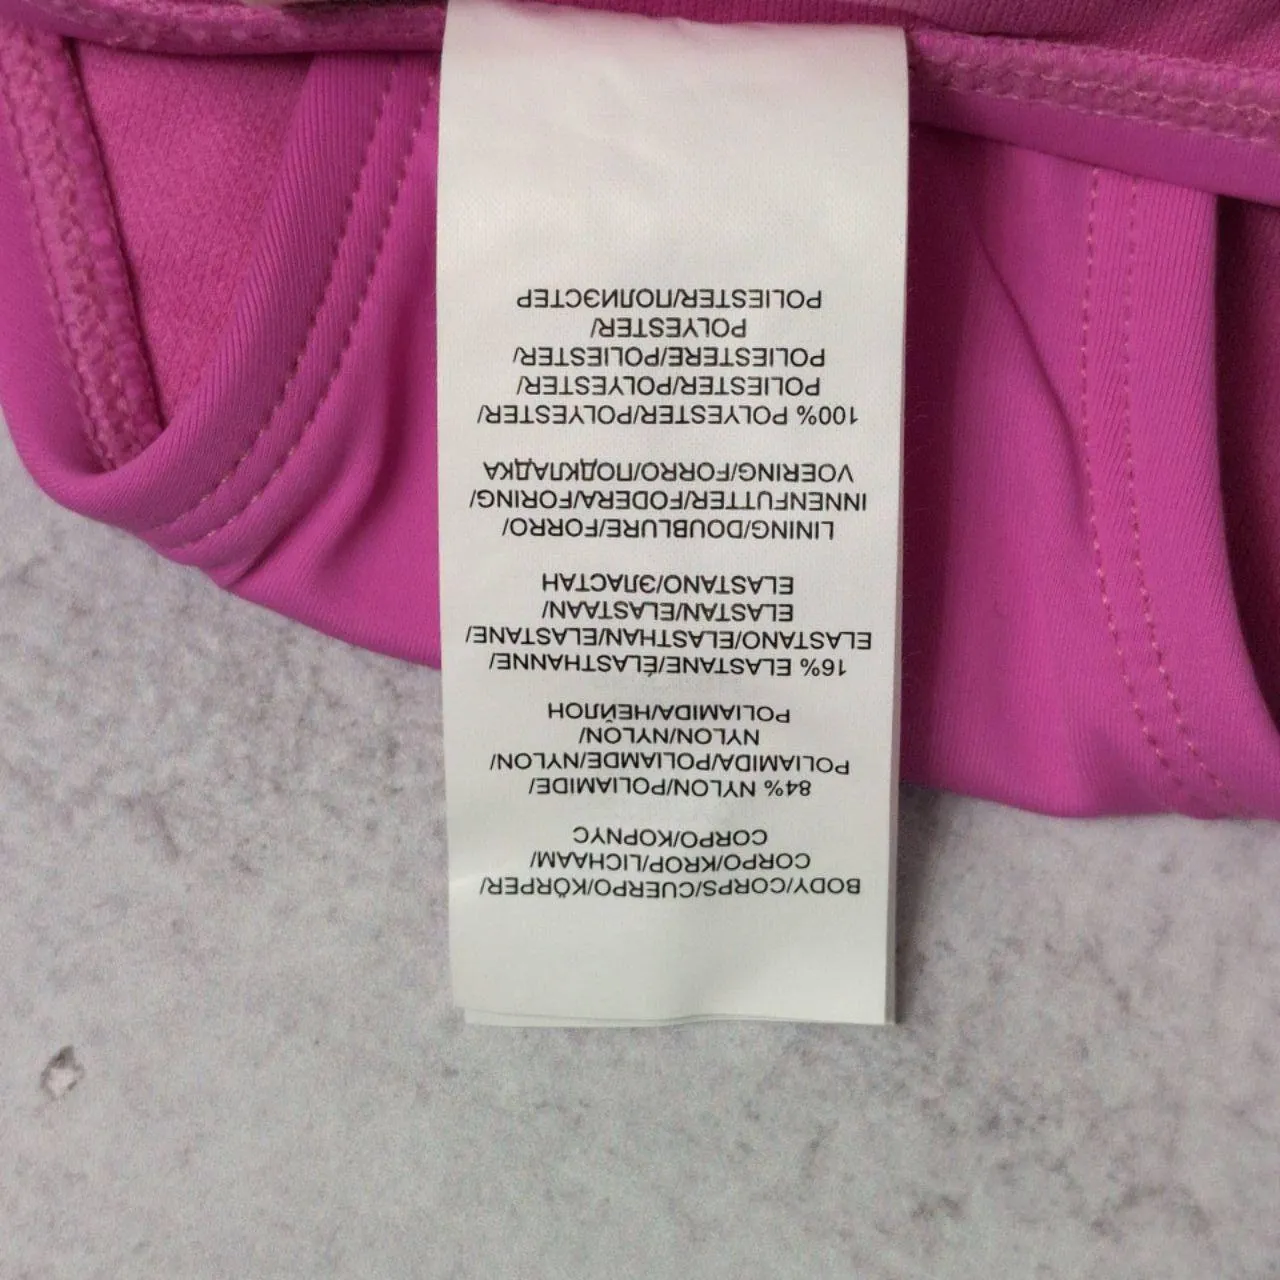 BODY/CORPS/CUERPO/KÖRPER/
CORPO/KROP/LICHAAM/
CORPO/KOPNYC
84% NYLON/POLIAMIDE/
POLIAMIDA/POLIAMDE/NYLON/
NYLON/NYLON/
POLIAMIDA/НЕЙЛОН
16% ELASTANE/ÉLASTHANNE/
ELASTANO/ELASTHAN/ELASTANE/
ELASTAN/ELASTAAN/
ELASTANO/ЭЛАСТАН
LINING/DOUBLURE/FORRO/
INNENFUTTER/FODERA/FORING/
VOERING/FORRO/ПОДКЛАДКА
100% POLYESTER/POLYESTER/
POLIESTER/POLYESTER/
POLIESTERE/POLIESTER/
POLYESTER/
POLIESTER/ПОЛИЭСТЕР